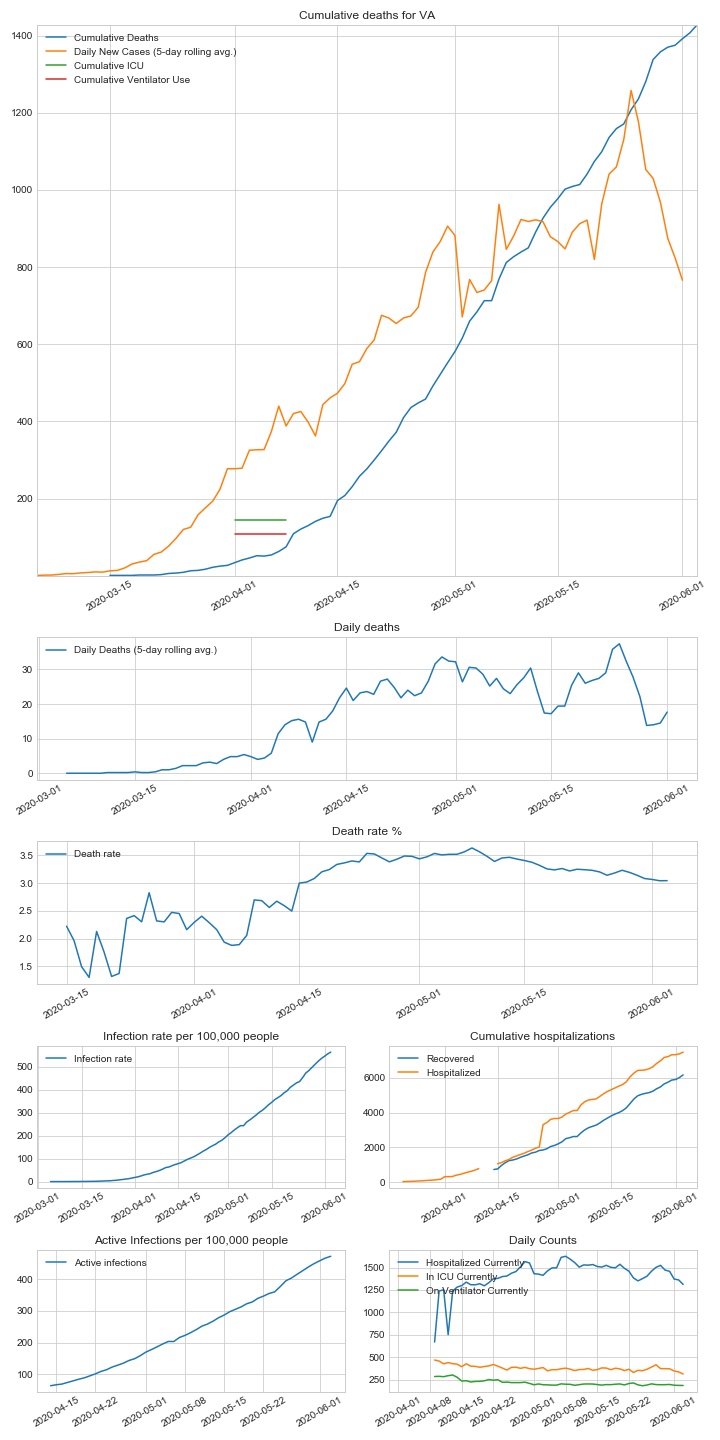 Cumulative deaths for VA
Cumulative Deaths
Daily New Cases (5-day rolling avg.)
Cumulative ICU
Cumulative Ventilator Use
1400
1200
1000
800
600
400
200
2020-03-15 2020-04-01 2020-04-15 2020-05-01 2020-05-15 2020-06-01
Daily deaths
Daily Deaths (5-day rolling avg.)
30
20
10
0
2020-03-01 2020-03-15 2020-04-01 2020-04-15 2020-05-01 2020-05-15 2020-06-01
Death rate %
Death rate
3.5
3.0
2.5
2.0
1.5
2020-03-15 2020-04-01 2020-04-15 2020-05-01 2020-05-15 2020-06-01
Infection rate per 100,000 people
Infection rate
500
400
300
200
100
0
2020-03-01 2020-03-15 2020-04-01 2020-04-15 2020-05-01 2020-05-15 2020-06-01
Cumulative hospitalizations
Recovered
Hospitalized
6000
4000
2000
0
2020-04-01 2020-04-15 2020-05-01 2020-05-15 2020-06-01
Active Infections per 100,000 people
Active infections
400
300
200
100
2020-04-15 2020-04-22 2020-05-01 2020-05-08 2020-05-15 2020-05-22 2020-06-01
Daily Counts
Hospitalized Currently
In ICU Currently
On Ventilator Currently
1500
1250
1000
750
500
250
2020-04-01 2020-04-08 2020-04-15 2020-04-22 2020-05-01 2020-05-08 2020-05-15 2020-05-22 2020-06-01